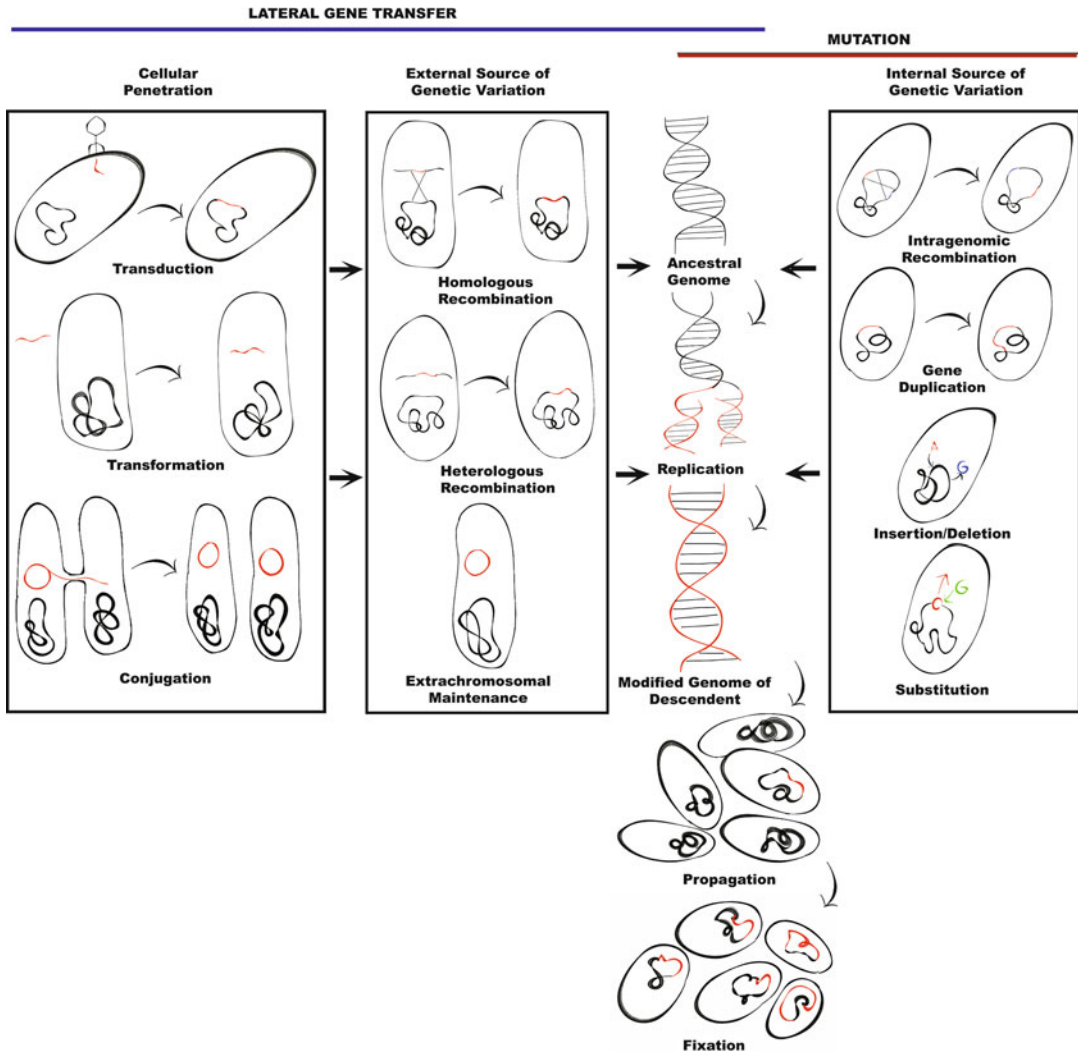 LATERAL GENE TRANSFER
MUTATION
Cellular
Penetration
Transduction
Transformation
Conjugation
External Source of
Genetic Variation
Homologous
Recombination
Heterologous
Recombination
Extrachromosomal
Maintenance
Ancestral
Genome
Replication
Modified Genome of
Descendent
Propagation
Fixation
Internal Source of
Genetic Variation
Intragenomic
Recombination
Gene
Duplication
A
G
Insertion/Deletion
C
G
Substitution